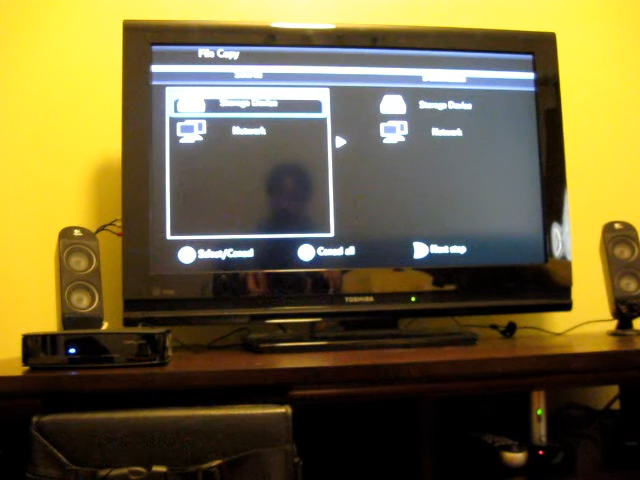 File Copy
Storage Device
Network
Storage Device
Network
Select/Cancel
Cancel all
Next step
TOSHIBA